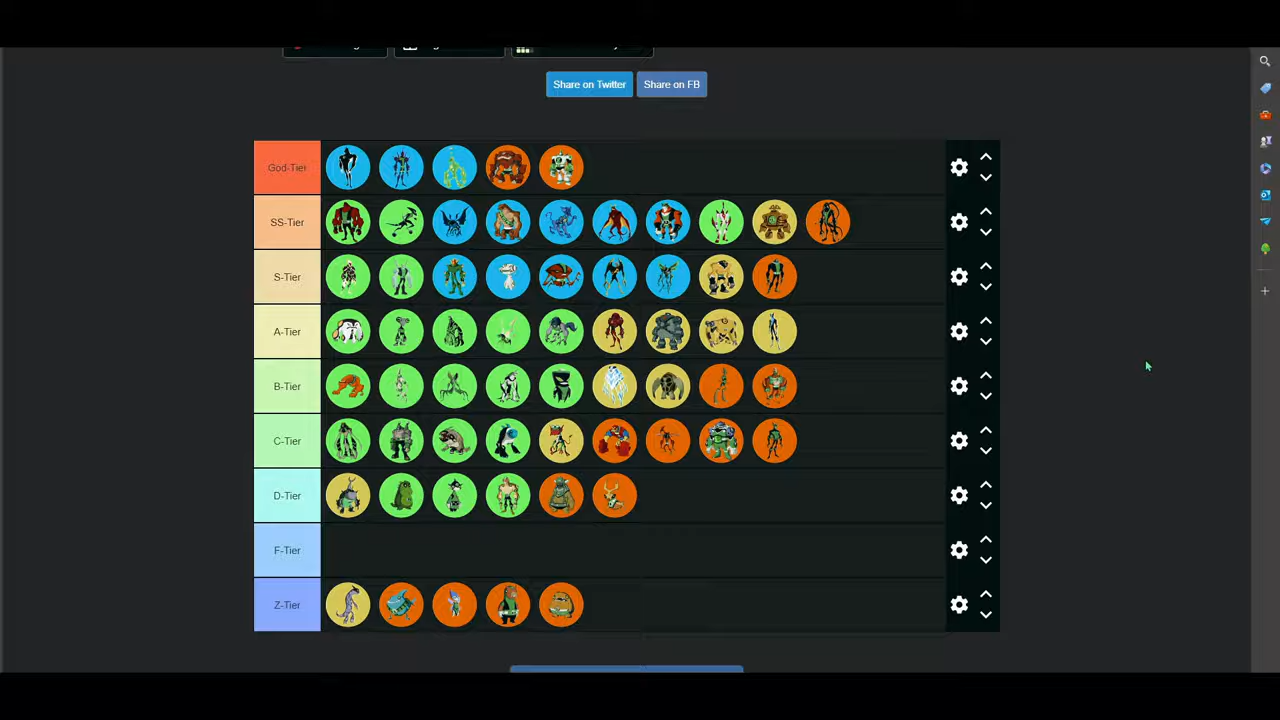 Share on Twitter Share on FB
God-Tier
SS-Tier
S-Tier
A-Tier
B-Tier
C-Tier
D-Tier
F-Tier
Z-Tier